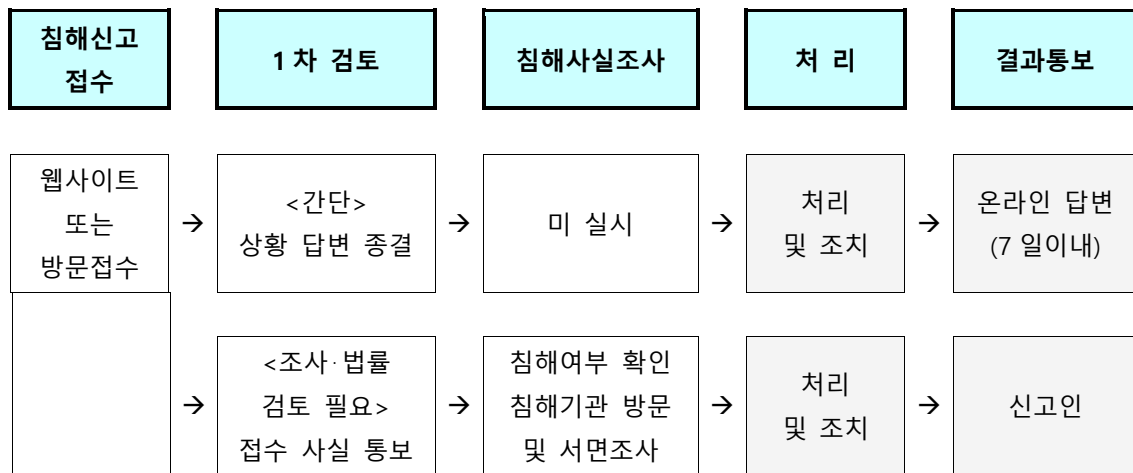 침해신고
접수
1차 검토
침해사실조사
처 리
결과통보
웹사이트
또는
방문접수
→
<간단>
상황 답변 종결
→
미 실시
→
처리
및 조치
→
온라인 답변
(7일이내)
→
<조사·법률
검토 필요>
접수 사실 통보
→
침해여부 확인
침해기관 방문
및 서면조사
→
처리
및 조치
→
신고인